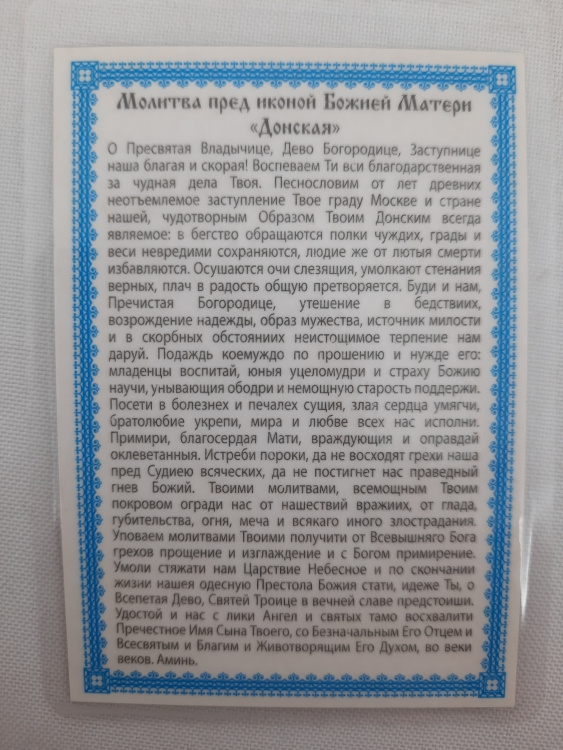 Молитва пред иконой Божией Матери
«Донская»
О Пресвятая Владычице, Дево Богородице, Заступнице
наша благая и скорая! Воспеваем Ти вси благодарственная
за чудная дела Твоя. Песнословим от лет древних
неотъемлемое заступление Твое граду Москве и стране
нашей, чудотворным Образом Твоим Донским всегда
являемое: в бегство обращаются полки чуждих, грады и
веси невредими сохраняются, людие же от лютыя смерти
избавляются. Осушаются очи слезящия, умолкают стенания
верных, плач в радость общую претворяется. Буди и нам,
Пречистая Богородице, утешение в бедствиих,
возрождение надежды, образ мужества, источник милости
и в скорбных обстояниих неистощимое терпение нам
даруй. Подаждь коемуждо по прошению и нужде его:
младенцы воспитай, юныя уцеломудри и страху Божию
научи, унывающия ободри и немощную старость поддержи.
Посети в болезнех и печалех сущия, злая сердца умягчи,
братолюбие укрепи, мира и любве всех нас исполни.
Примири, благосердая Мати, враждующия и оправдай
оклеветанныя. Истреби пороки, да не восходят грехи наша
пред Судиею всяческих, да не постигнет нас праведный
гнев Божий. Твоими молитвами, всемощным Твоим
покровом огради нас от нашествий вражиих, от глада,
губительства, огня, меча и всякаго иного злострадания.
Уповаем молитвами Твоими получити от Всевышняго Бога
грехов прощение и изглаждение и с Богом примирение.
Умоли стяжати нам Царствие Небесное и по скончании
жизни нашея одесную Престола Божия стати, идеже Ты, о
Всепетая Дево, Святей Троице в вечней славе предстоиши.
Удостой и нас с лики Ангел и святых тамо восхвалити
Пречестное Имя Сына Твоего, со Безначальным Его Отцем и
Всесвятым и Благим и Животворящим Его Духом, во веки
веков. Аминь.